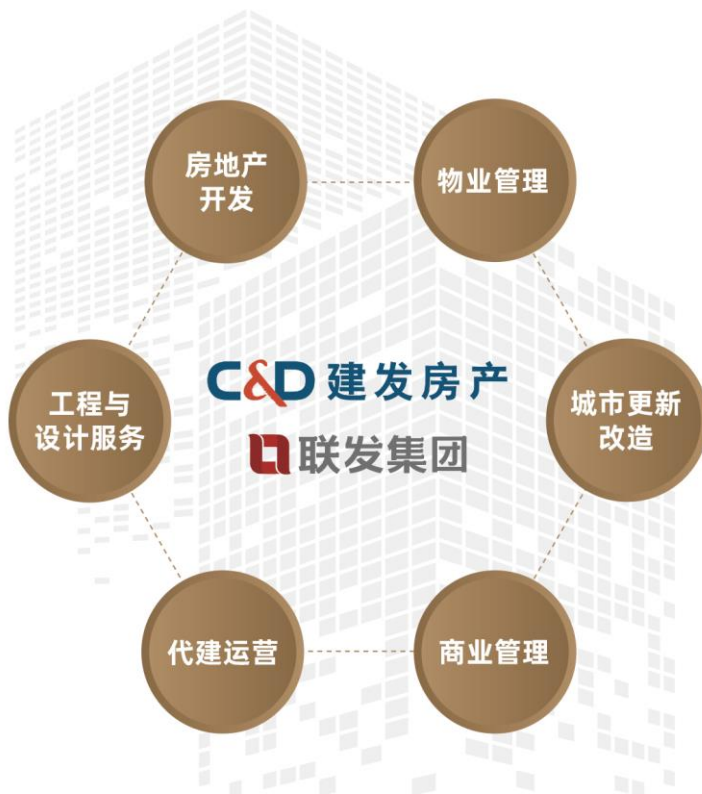 房地产
开发
物业管理
工程与
设计服务
C&D 建发房产
联发集团
城市更新
改造
代建运营
商业管理